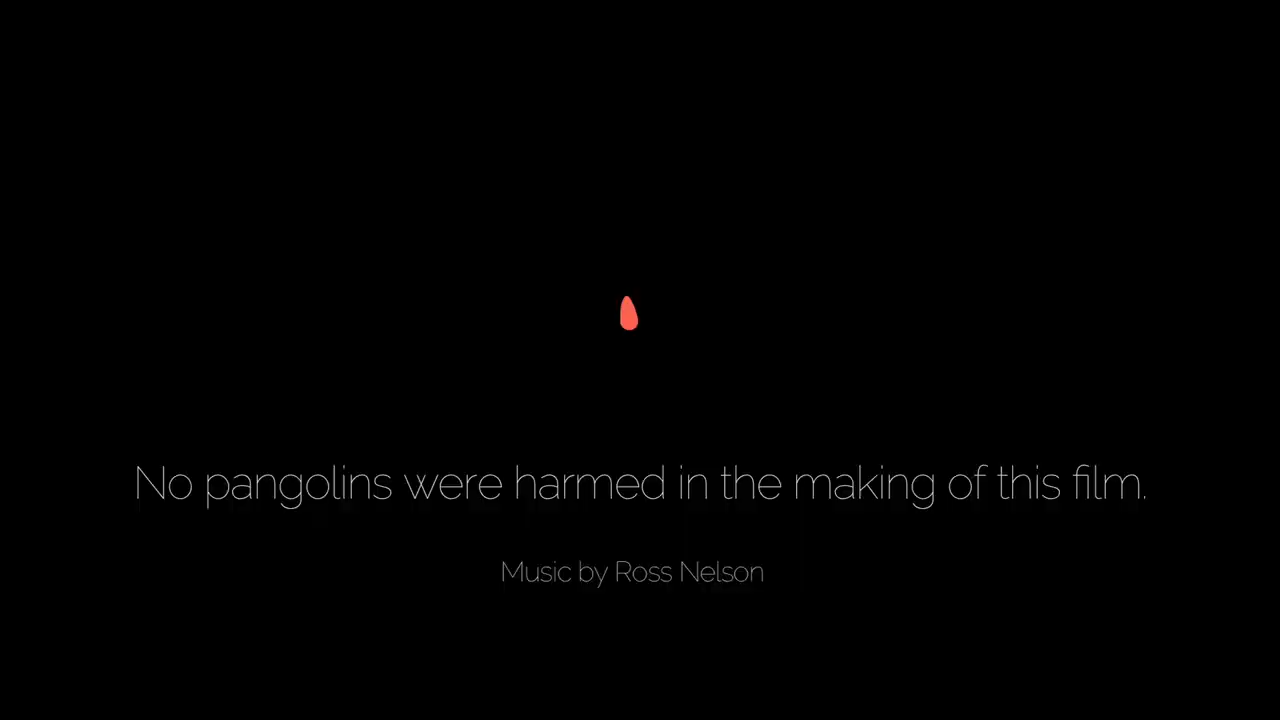 No pangolins were harmed in the making of this film.
Music by Ross Nelson